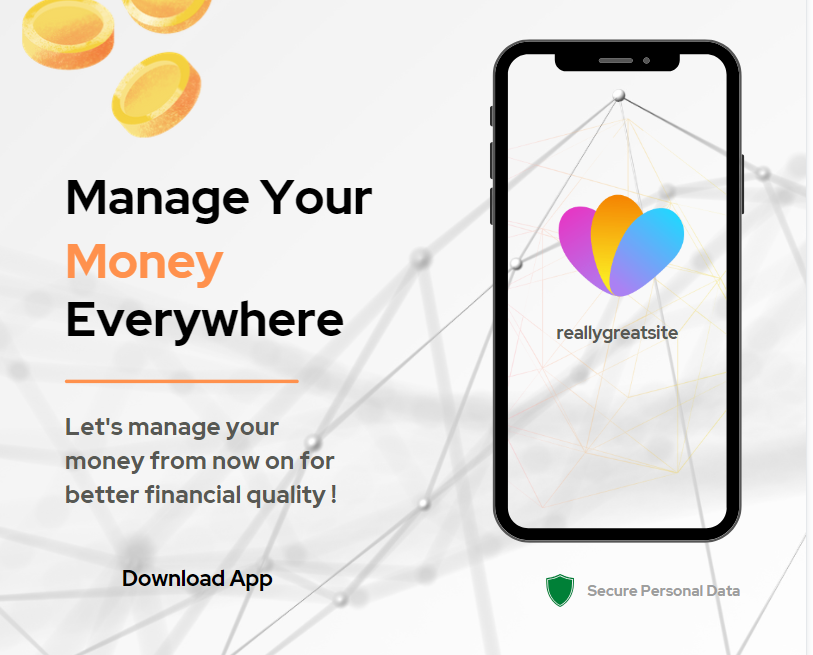 Manage Your
Money
Everywhere
Let's manage your
money from now on for
better financial quality !
Download App
reallygreatsite
Secure Personal Data